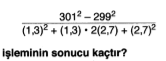 301² – 299²
(1,3)² + (1,3) · 2(2,7) + (2,7)²
işleminin sonucu kaçtır?